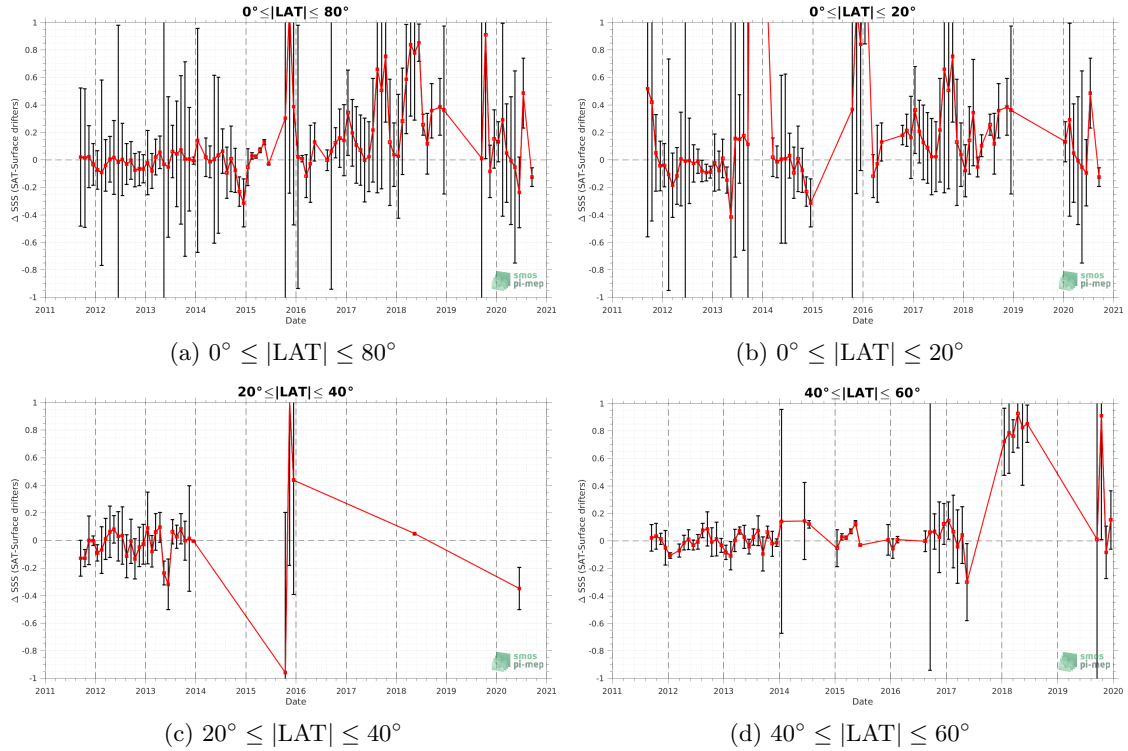 0°≤|LAT|≤ 80°
Δ SSS (SAT-Surface drifters)
1
0.8
0.6
0.4
0.2
0
-0.2
-0.4
-0.6
-0.8
-1
2011 2012 2013 2014 2015 2016 2017 2018 2019 2020 2021
Date
smos
pi-mep
(a) 0° ≤ |LAT| ≤ 80°
0°≤|LAT|≤ 20°
Δ SSS (SAT-Surface drifters)
1
0.8
0.6
0.4
0.2
0
-0.2
-0.4
-0.6
-0.8
-1
2011 2012 2013 2014 2015 2016 2017 2018 2019 2020 2021
Date
smos
pi-mep
(b) 0° ≤ |LAT| ≤ 20°
20°≤|LAT|≤ 40°
Δ SSS (SAT-Surface drifters)
1
0.8
0.6
0.4
0.2
0
-0.2
-0.4
-0.6
-0.8
-1
2011 2012 2013 2014 2015 2016 2017 2018 2019 2020 2021
Date
smos
pi-mep
(c) 20° ≤ |LAT| ≤ 40°
40°≤|LAT|≤ 60°
Δ SSS (SAT-Surface drifters)
1
0.8
0.6
0.4
0.2
0
-0.2
-0.4
-0.6
-0.8
-1
2011 2012 2013 2014 2015 2016 2017 2018 2019 2020
Date
smos
pi-mep
(d) 40° ≤ |LAT| ≤ 60°